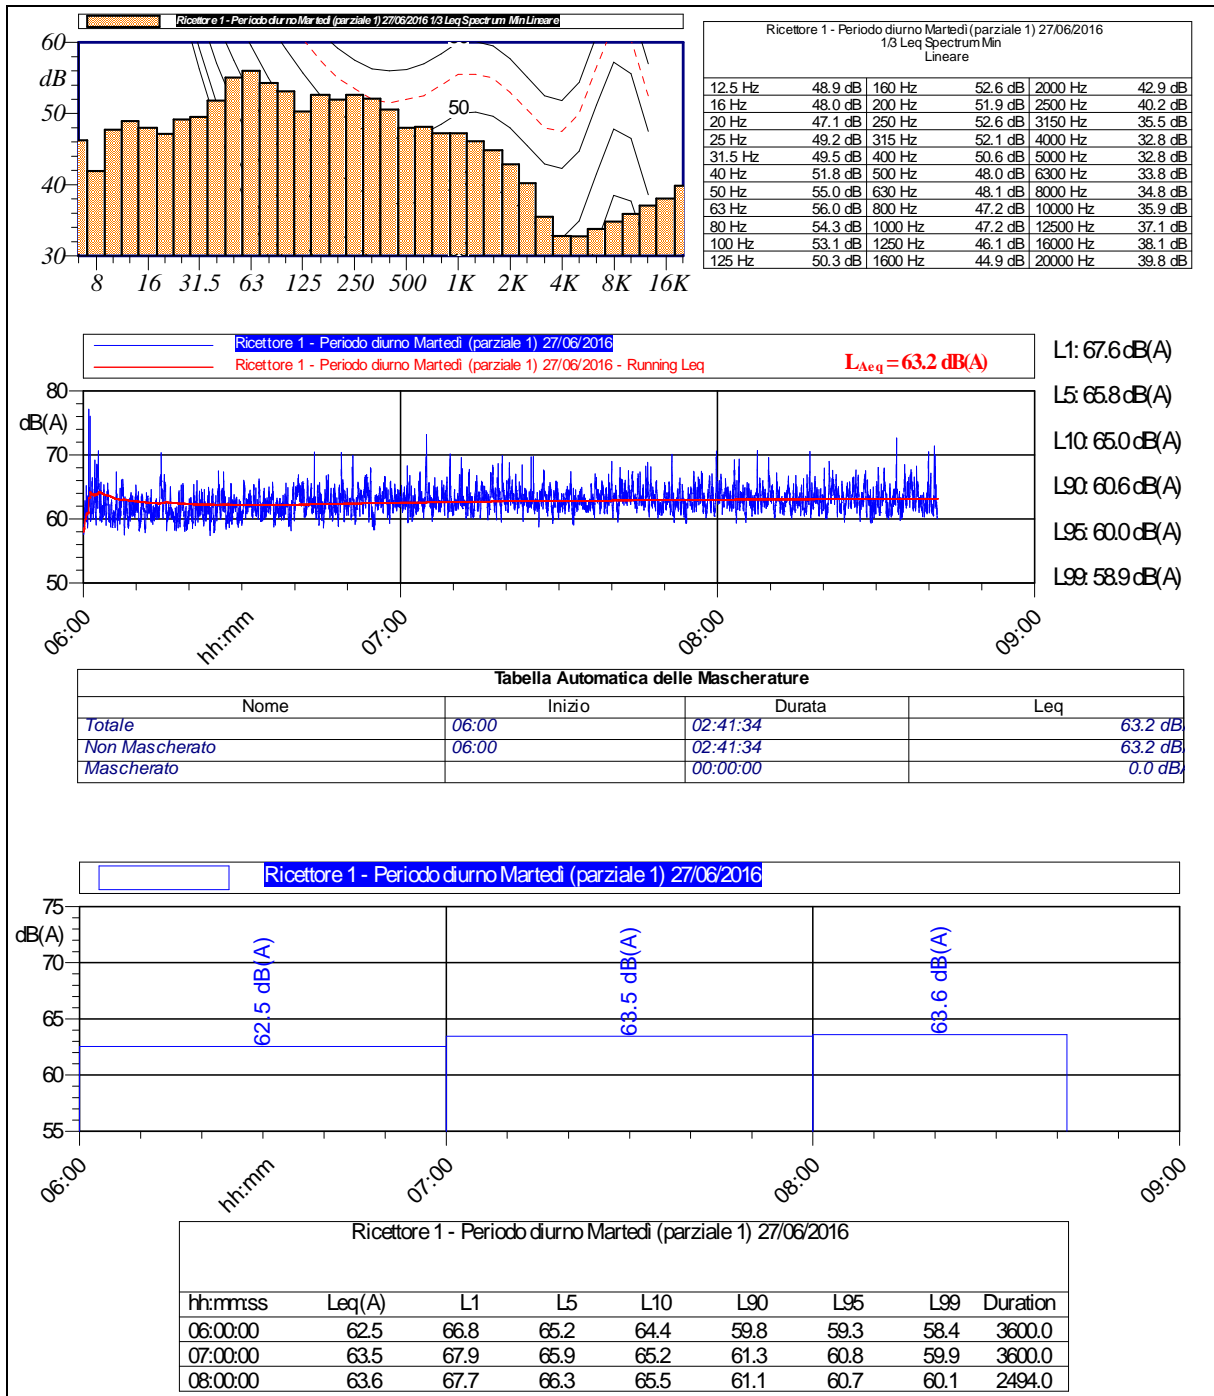 Ricettore 1 - Periodo diurno Martedì (parziale 1) 27/06/2016 1/3 Leq Spectrum Min Lineare
60
dB
50
40
30
50
8 16 31.5 63 125 250 500 1K 2K 4K 8K 16K
Ricettore 1 - Periodo diurno Martedì (parziale 1) 27/06/2016
1/3 Leq Spectrum Min
Lineare
12.5 Hz 48.9 dB 160 Hz 52.6 dB 2000 Hz 42.9 dB
16 Hz 48.0 dB 200 Hz 51.9 dB 2500 Hz 40.2 dB
20 Hz 47.1 dB 250 Hz 52.6 dB 3150 Hz 35.5 dB
25 Hz 49.2 dB 315 Hz 52.1 dB 4000 Hz 32.8 dB
31.5 Hz 49.5 dB 400 Hz 50.6 dB 5000 Hz 32.8 dB
40 Hz 51.8 dB 500 Hz 48.0 dB 6300 Hz 33.8 dB
50 Hz 55.0 dB 630 Hz 48.1 dB 8000 Hz 34.8 dB
63 Hz 56.0 dB 800 Hz 47.2 dB 10000 Hz 35.9 dB
80 Hz 54.3 dB 1000 Hz 47.2 dB 12500 Hz 37.1 dB
100 Hz 53.1 dB 1250 Hz 46.1 dB 16000 Hz 38.1 dB
125 Hz 50.3 dB 1600 Hz 44.9 dB 20000 Hz 39.8 dB
Ricettore 1 - Periodo diurno Martedì (parziale 1) 27/06/2016
Ricettore 1 - Periodo diurno Martedì (parziale 1) 27/06/2016 - Running Leq
LAeq = 63.2 dB(A)
80
dB(A)
70
60
50
06:00 hh:mm 07:00 08:00 09:00
L1: 67.6 dB(A)
L5: 65.8 dB(A)
L10: 65.0 dB(A)
L90: 60.6 dB(A)
L95: 60.0 dB(A)
L99: 58.9 dB(A)
Tabella Automatica delle Mascherature
Nome Inizio Durata Leq
Totale 06:00 02:41:34 63.2 dB
Non Mascherato 06:00 02:41:34 63.2 dB
Mascherato 00:00:00 0.0 dB
Ricettore 1 - Periodo diurno Martedì (parziale 1) 27/06/2016
75
dB(A)
70
65
60
55
62.5 dB(A)
63.5 dB(A)
63.6 dB(A)
06:00 hh:mm 07:00 08:00 09:00
Ricettore 1 - Periodo diurno Martedì (parziale 1) 27/06/2016
hh:mm:ss Leq(A) L1 L5 L10 L90 L95 L99 Duration
06:00:00 62.5 66.8 65.2 64.4 59.8 59.3 58.4 3600.0
07:00:00 63.5 67.9 65.9 65.2 61.3 60.8 59.9 3600.0
08:00:00 63.6 67.7 66.3 65.5 61.1 60.7 60.1 2494.0